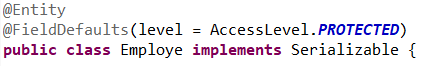 @Entity
@FieldDefaults(level = AccessLevel.PROTECTED)
public class Employe implements Serializable {